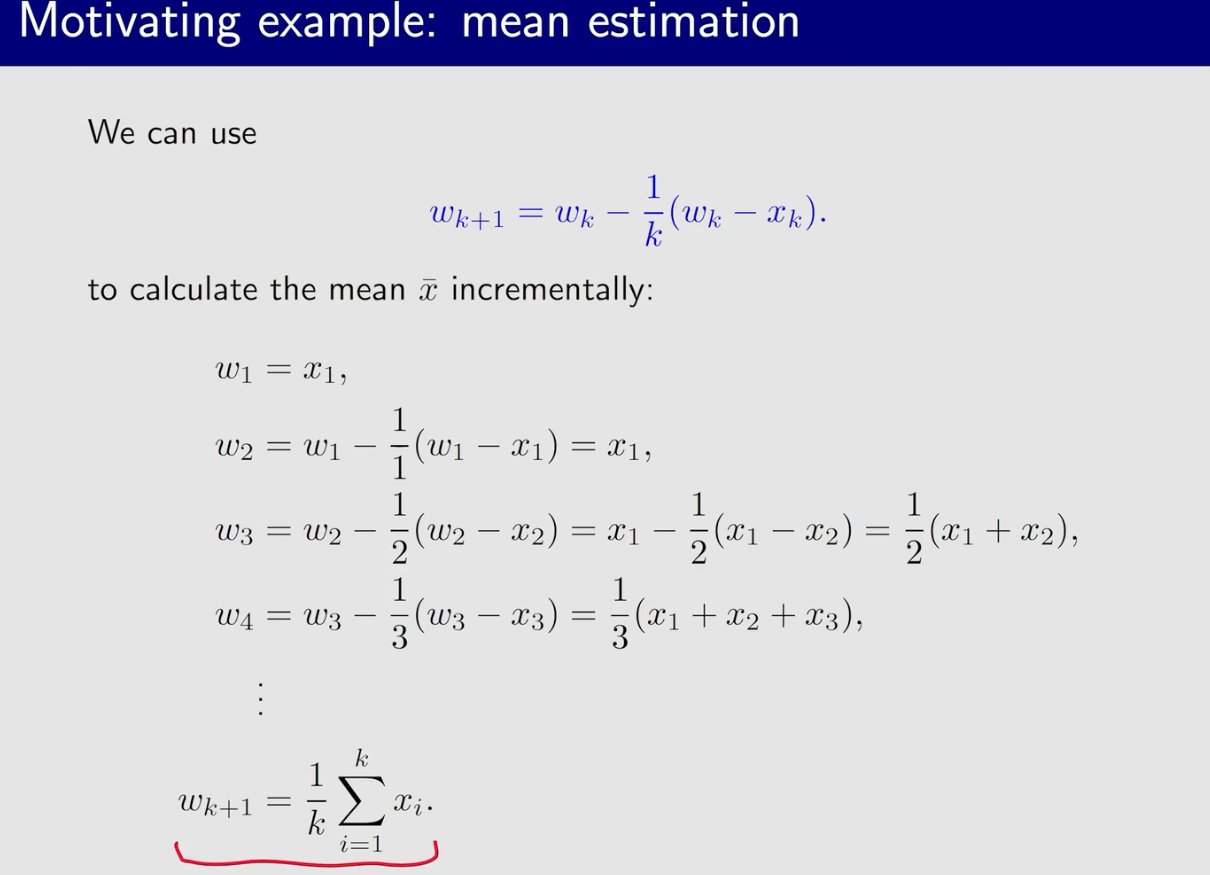 Motivating example: mean estimation
We can use
$w_{k+1} = w_k - \frac{1}{k}(w_k - x_k).$
to calculate the mean $\bar{x}$ incrementally:
$w_1 = x_1,$
$w_2 = w_1 - \frac{1}{1}(w_1 - x_1) = x_1,$
$w_3 = w_2 - \frac{1}{2}(w_2 - x_2) = x_1 - \frac{1}{2}(x_1 - x_2) = \frac{1}{2}(x_1 + x_2),$
$w_4 = w_3 - \frac{1}{3}(w_3 - x_3) = \frac{1}{3}(x_1 + x_2 + x_3),$
$\vdots$
$w_{k+1} = \frac{1}{k} \sum_{i=1}^{k} x_i.$